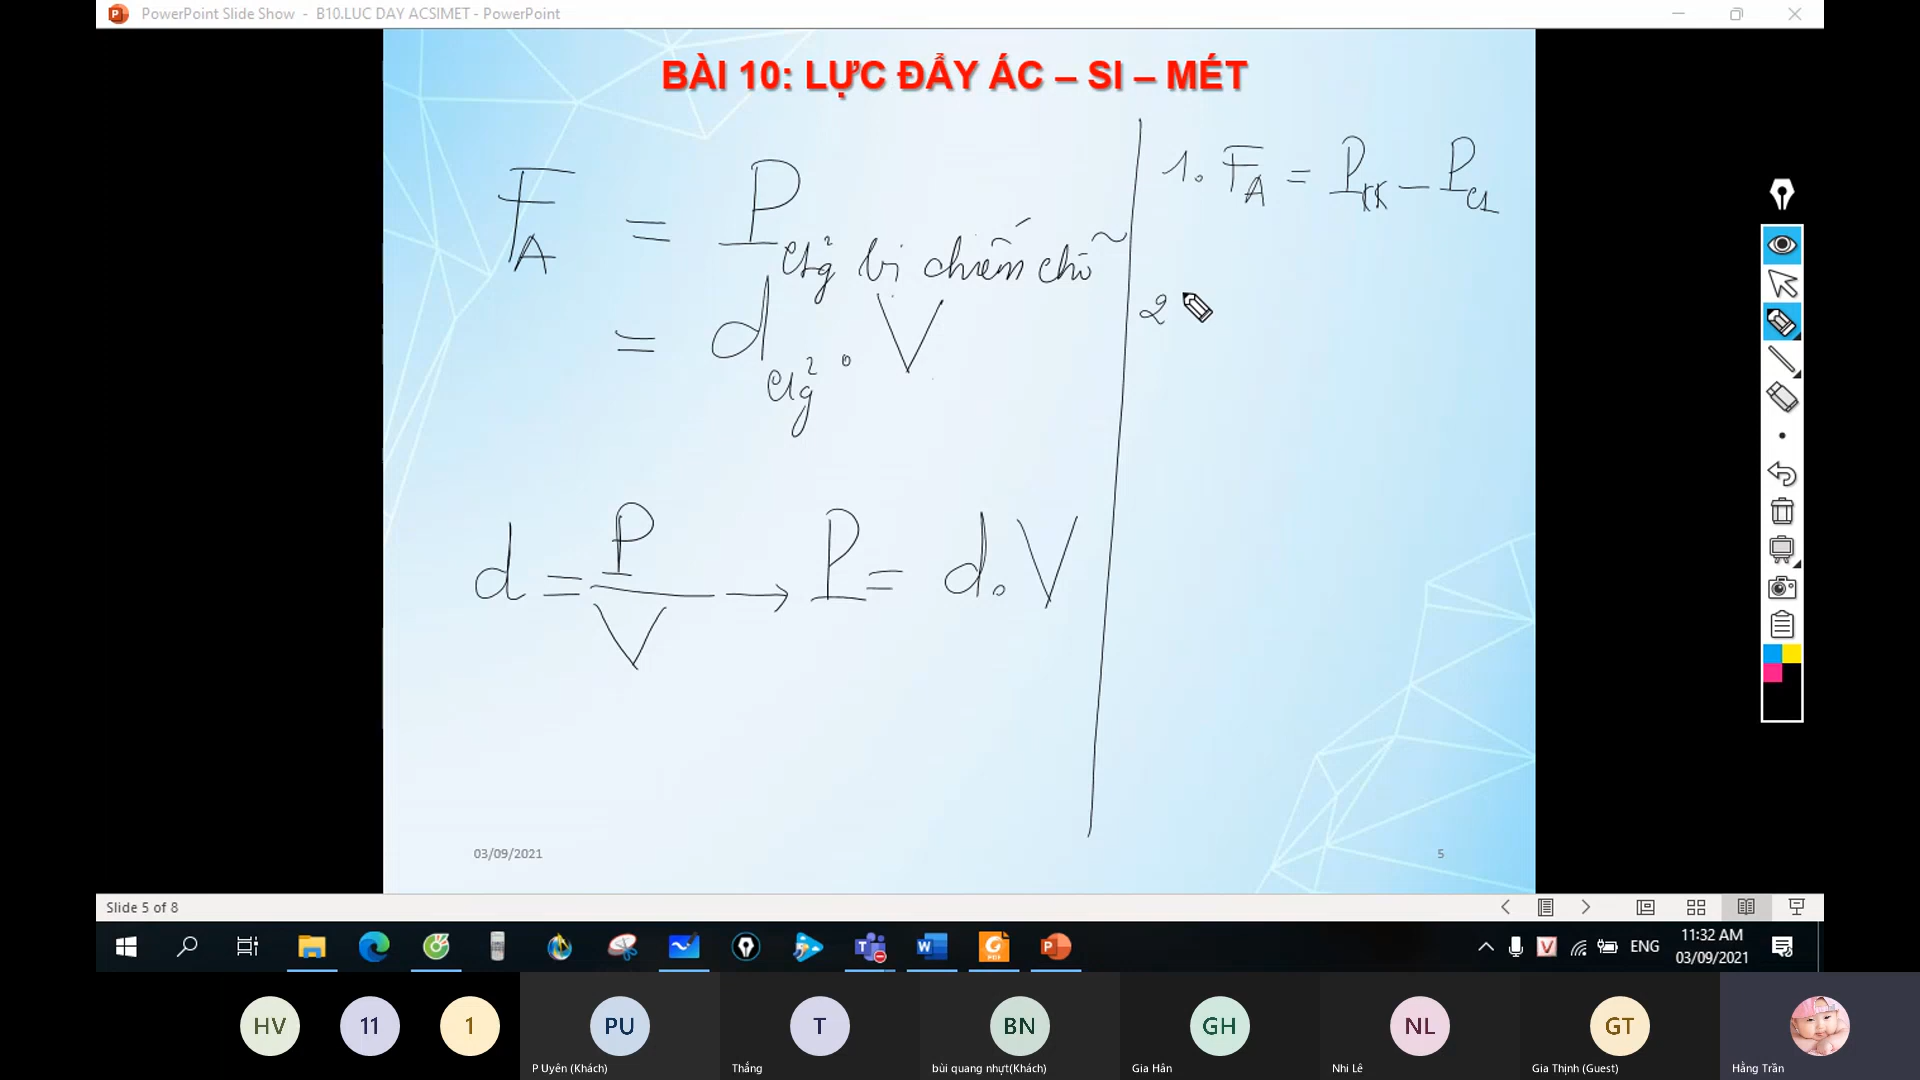 PowerPoint Slide Show - B10.LUC DAY ACSIMET - PowerPoint
BÀI 10: LỰC ĐẨY ÁC – SI – MÉT
F_A = P_clg² bị chiếm chỗ
= d_clg² . V
d = P/V → P = d.V
1. F_A = P_KK – P_CL
2
03/09/2021
5
Slide 5 of 8
ENG
11:32 AM
03/09/2021
HV
11
1
PU
T
BN
GH
NL
GT
P Uyên (Khách)
Thắng
bùi quang nhựt(Khách)
Gia Hân
Nhi Lê
Gia Thịnh (Guest)
Hằng Trần